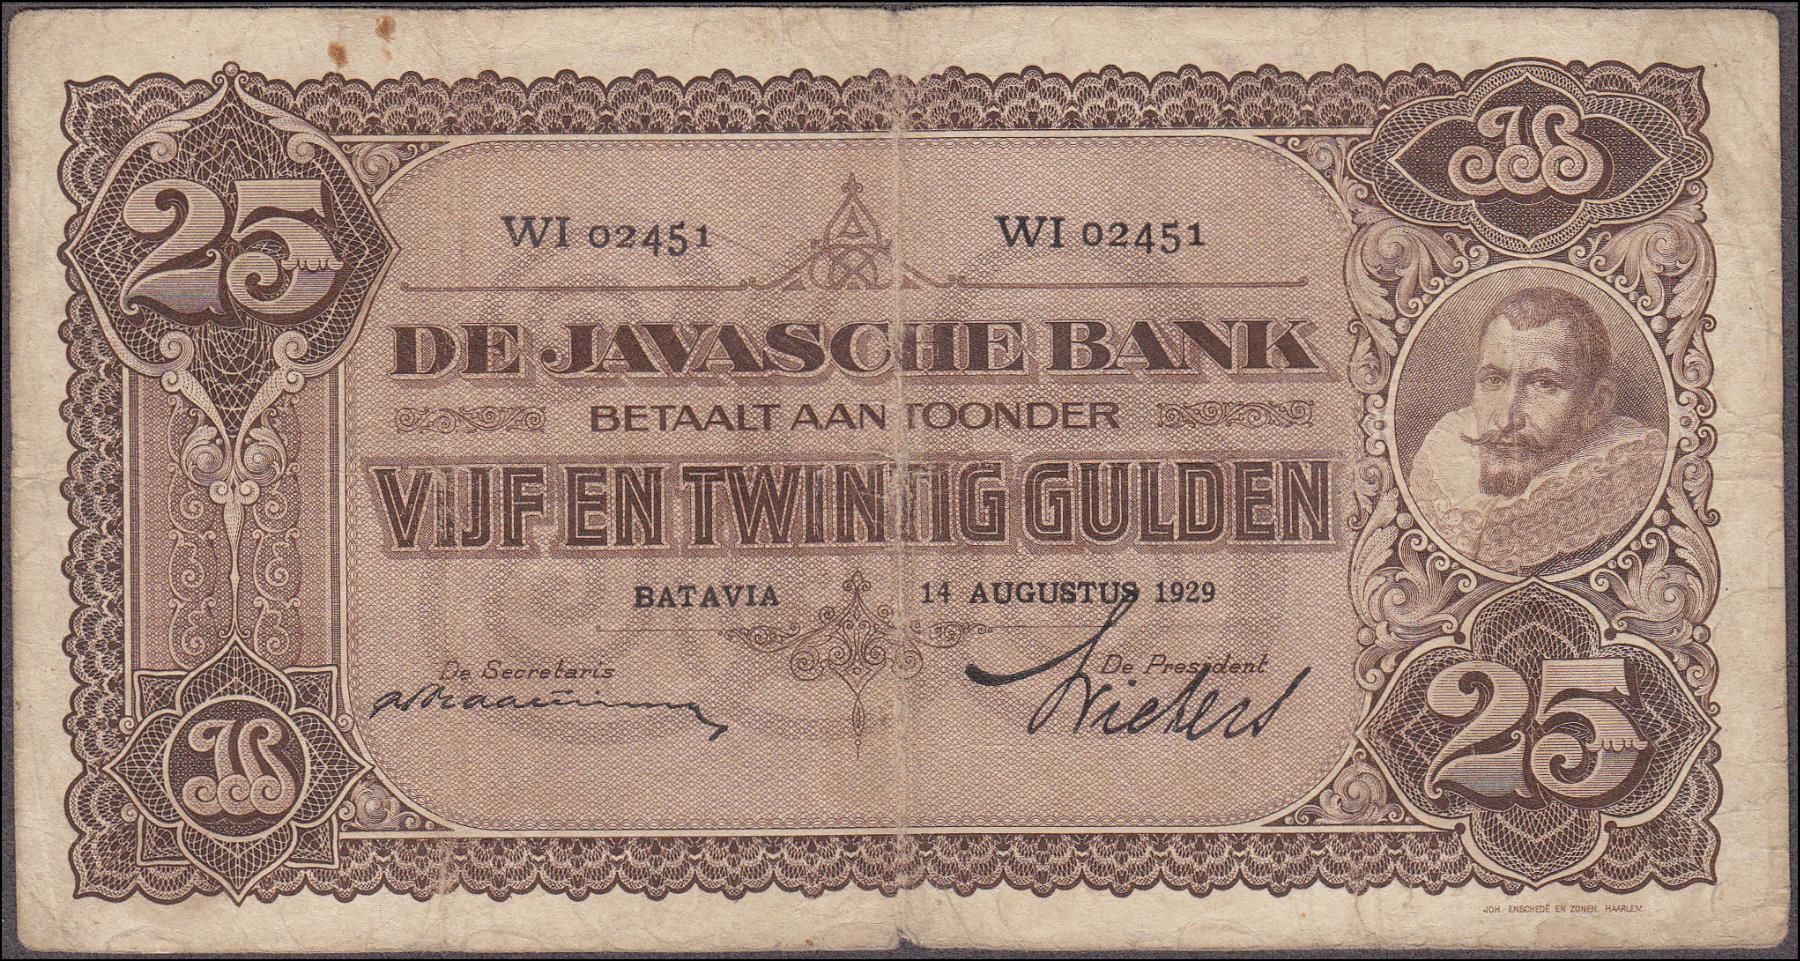 25
JB
WI 02451 WI 02451
DE JAVASCHE BANK
BETAALT AAN TOONDER
VIJF EN TWINTIG GULDEN
BATAVIA 14 AUGUSTUS 1929
De Secretaris De President
JB
25
JOH. ENSCHEDÉ EN ZONEN. HAARLEM